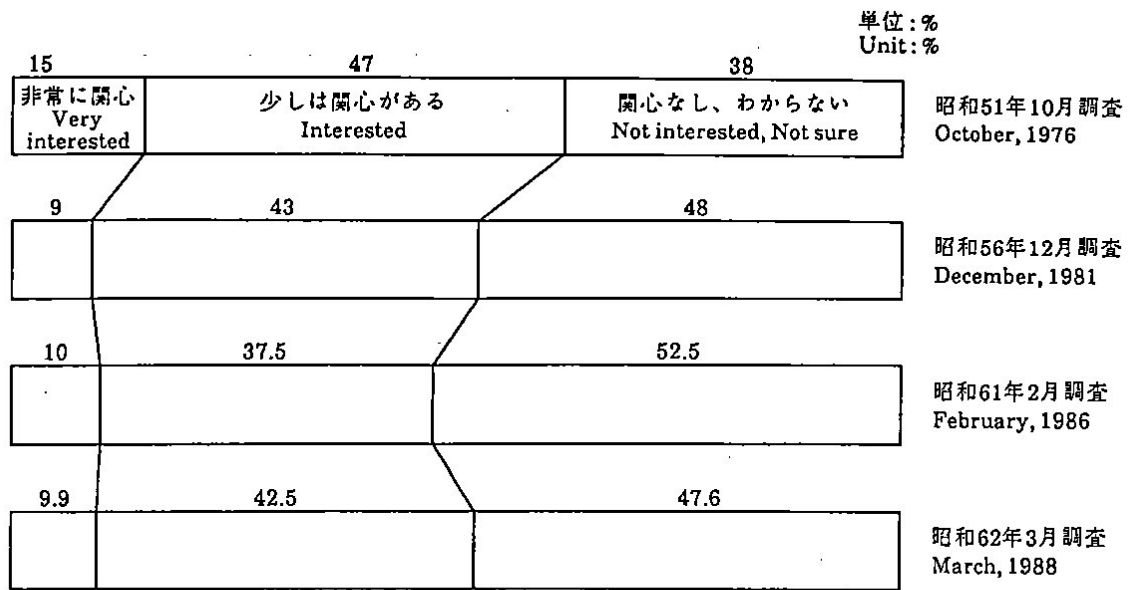 単位:%
Unit:%
15 47 38
非常に関心
Very
interested
少しは関心がある
Interested
関心なし、わからない
Not interested, Not sure
昭和51年10月調査
October, 1976
9 43 48
昭和56年12月調査
December, 1981
10 37.5 52.5
昭和61年2月調査
February, 1986
9.9 42.5 47.6
昭和62年3月調査
March, 1988